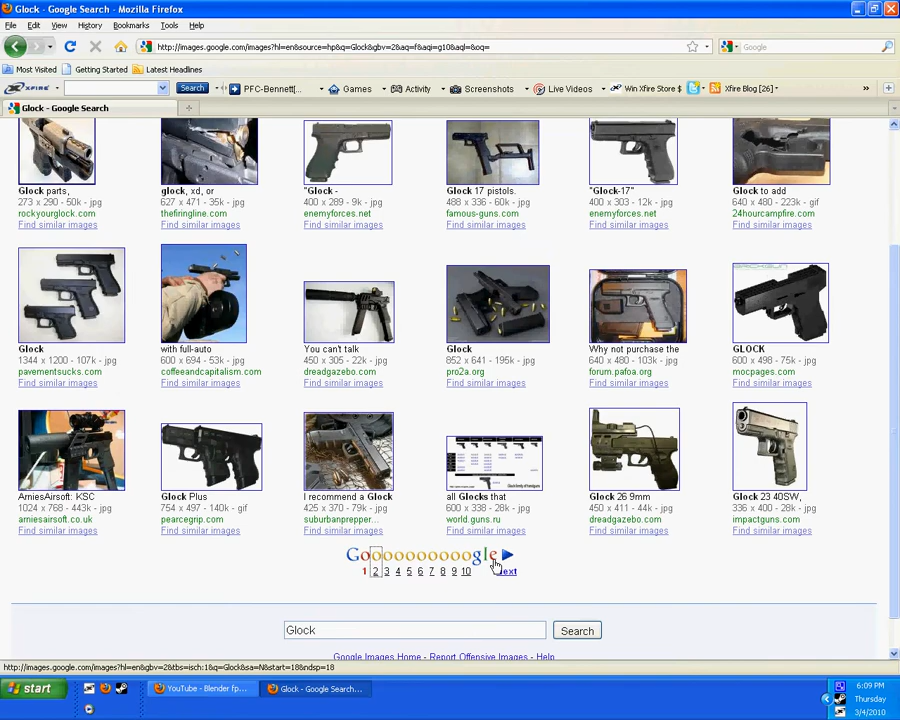 Glock - Google Search - Mozilla Firefox
File Edit View History Bookmarks Tools Help
http://images.google.com/images?hl=en&source=hp&q=Glock&gbv=2&aq=f&aqi=g10&aql=&oq=
Google
Most Visited Getting Started Latest Headlines
XFIRE Search PFC-Bennett[... Games Activity Screenshots Live Videos Win Xfire Store $ Xfire Blog [26]
Glock - Google Search
Glock parts, glock, xd, or "Glock - Glock 17 pistols. "Glock-17" Glock to add
273 x 290 - 50k - jpg 627 x 471 - 35k - jpg 400 x 289 - 9k - jpg 488 x 336 - 60k - jpg 400 x 303 - 12k - jpg 640 x 480 - 223k - gif
rockyourglock.com thefiringline.com enemyforces.net famous-guns.com enemyforces.net 24hourcampfire.com
Find similar images Find similar images Find similar images Find similar images Find similar images Find similar images
Glock with full-auto You can't talk Glock Why not purchase the GLOCK
1344 x 1200 - 107k - jpg 600 x 694 - 53k - jpg 450 x 305 - 22k - jpg 852 x 641 - 195k - jpg 640 x 480 - 103k - jpg 600 x 498 - 75k - jpg
pavementsucks.com coffeeandcapitalism.com dreadgazebo.com pro2a.org forum.pafoa.org mocpages.com
Find similar images Find similar images Find similar images Find similar images Find similar images Find similar images
ArniesAirsoft: KSC Glock Plus I recommend a Glock all Glocks that Glock 26 9mm Glock 23 40SW,
1024 x 768 - 443k - jpg 754 x 497 - 140k - gif 425 x 370 - 79k - jpg 600 x 338 - 28k - jpg 450 x 411 - 44k - jpg 336 x 400 - 28k - jpg
arniesairsoft.co.uk pearcegrip.com suburbanprepper... world.guns.ru dreadgazebo.com impactguns.com
Find similar images Find similar images Find similar images Find similar images Find similar images Find similar images
Goooooooooogle
1 2 3 4 5 6 7 8 9 10 Next
Glock Search
Google Images Home - Report Offensive Images - Help
http://images.google.com/images?hl=en&gbv=2&tbs=isch:1&q=Glock&sa=N&start=18&ndsp=18
start YouTube - Blender fp... Glock - Google Search... 6:09 PM
Thursday
3/4/2010